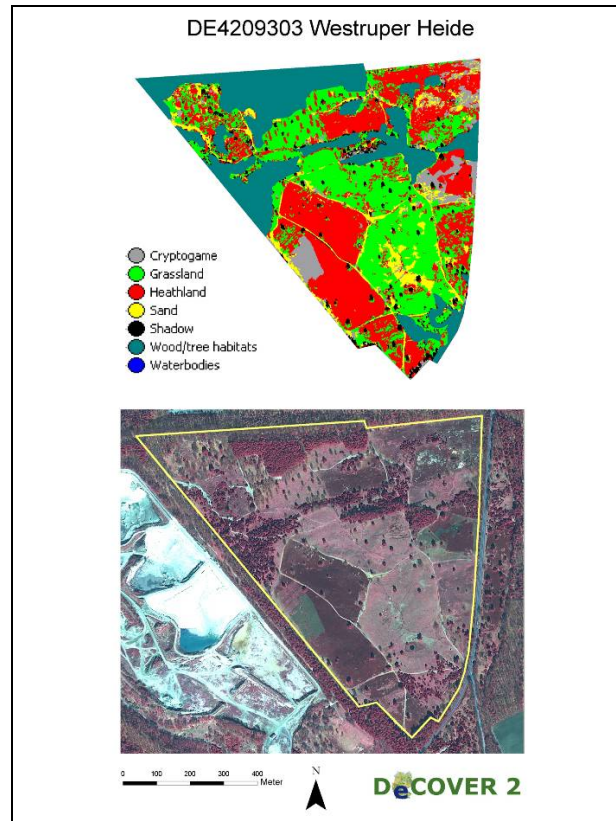 DE4209303 Westruper Heide
Cryptogame
Grassland
Heathland
Sand
Shadow
Wood/tree habitats
Waterbodies
0 100 200 300 400
Meter
N
DeCOVER 2